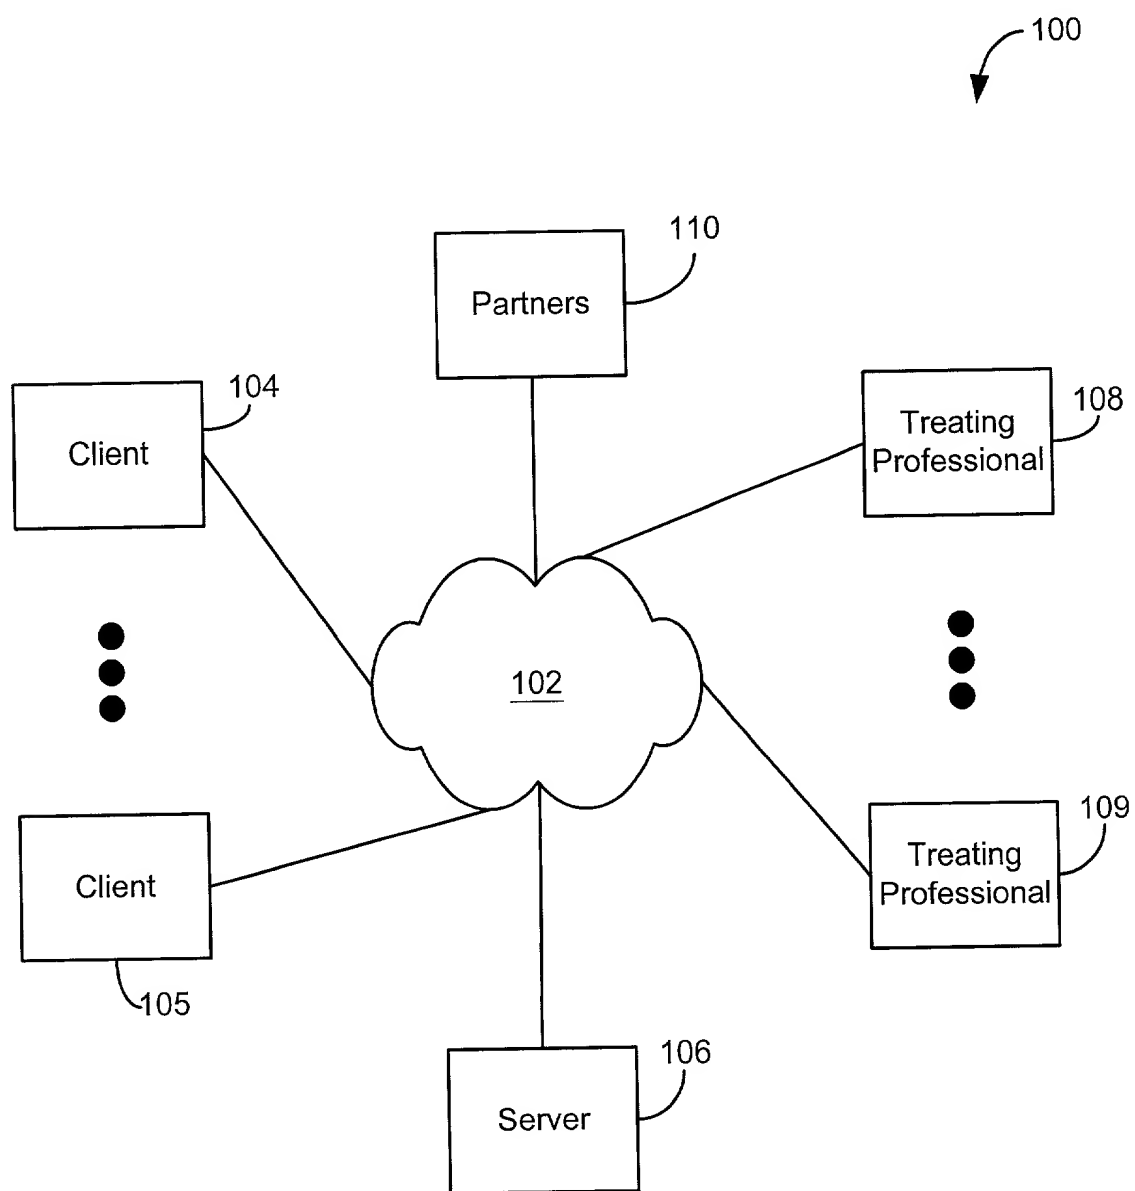 100
110
Partners
104
Client
108
Treating
Professional
102
Client
105
109
Treating
Professional
106
Server